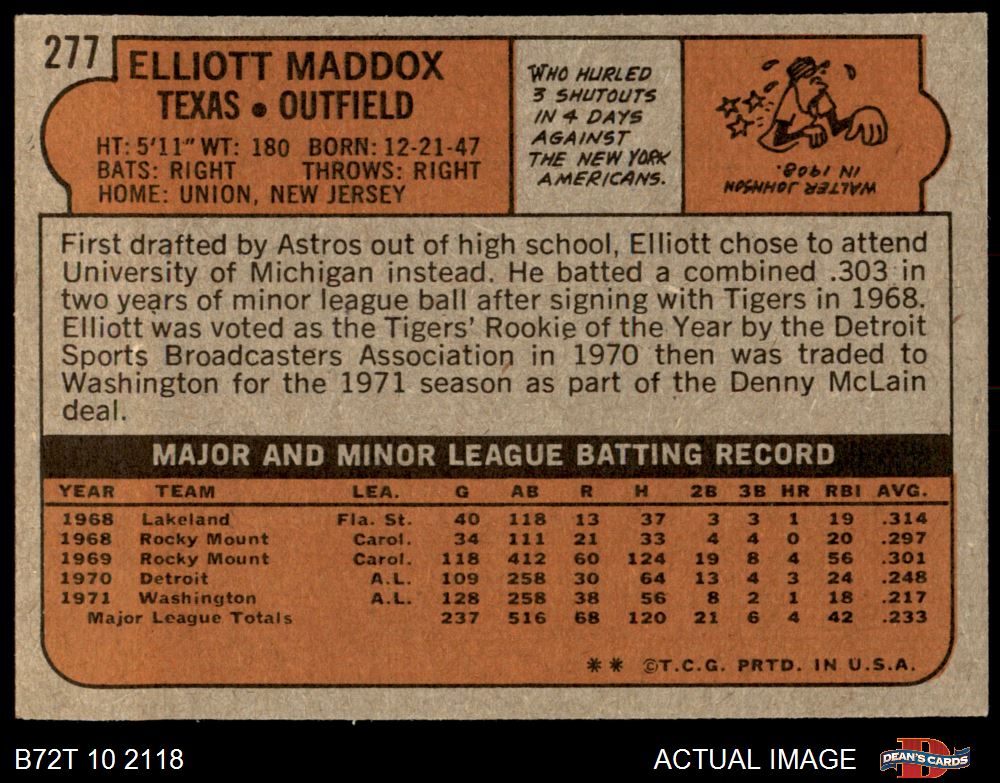 277
ELLIOTT MADDOX
TEXAS • OUTFIELD
HT: 5'11" WT: 180 BORN: 12-21-47
BATS: RIGHT THROWS: RIGHT
HOME: UNION, NEW JERSEY
WHO HURLED
3 SHUTOUTS
IN 4 DAYS
AGAINST
THE NEW YORK
AMERICANS.
WALTER JOHNSON
IN 1908.
First drafted by Astros out of high school, Elliott chose to attend
University of Michigan instead. He batted a combined .303 in
two years of minor league ball after signing with Tigers in 1968.
Elliott was voted as the Tigers' Rookie of the Year by the Detroit
Sports Broadcasters Association in 1970 then was traded to
Washington for the 1971 season as part of the Denny McLain
deal.
MAJOR AND MINOR LEAGUE BATTING RECORD
YEAR TEAM LEA. G AB R H 2B 3B HR RBI AVG.
1968 Lakeland Fla. St. 40 118 13 37 3 3 1 19 .314
1968 Rocky Mount Carol. 34 111 21 33 4 4 0 20 .297
1969 Rocky Mount Carol. 118 412 60 124 19 8 4 56 .301
1970 Detroit A.L. 109 258 30 64 13 4 3 24 .248
1971 Washington A.L. 128 258 38 56 8 2 1 18 .217
Major League Totals 237 516 68 120 21 6 4 42 .233
** ©T.C.G. PRTD. IN U.S.A.
B72T 10 2118 ACTUAL IMAGE
DEAN'S CARDS